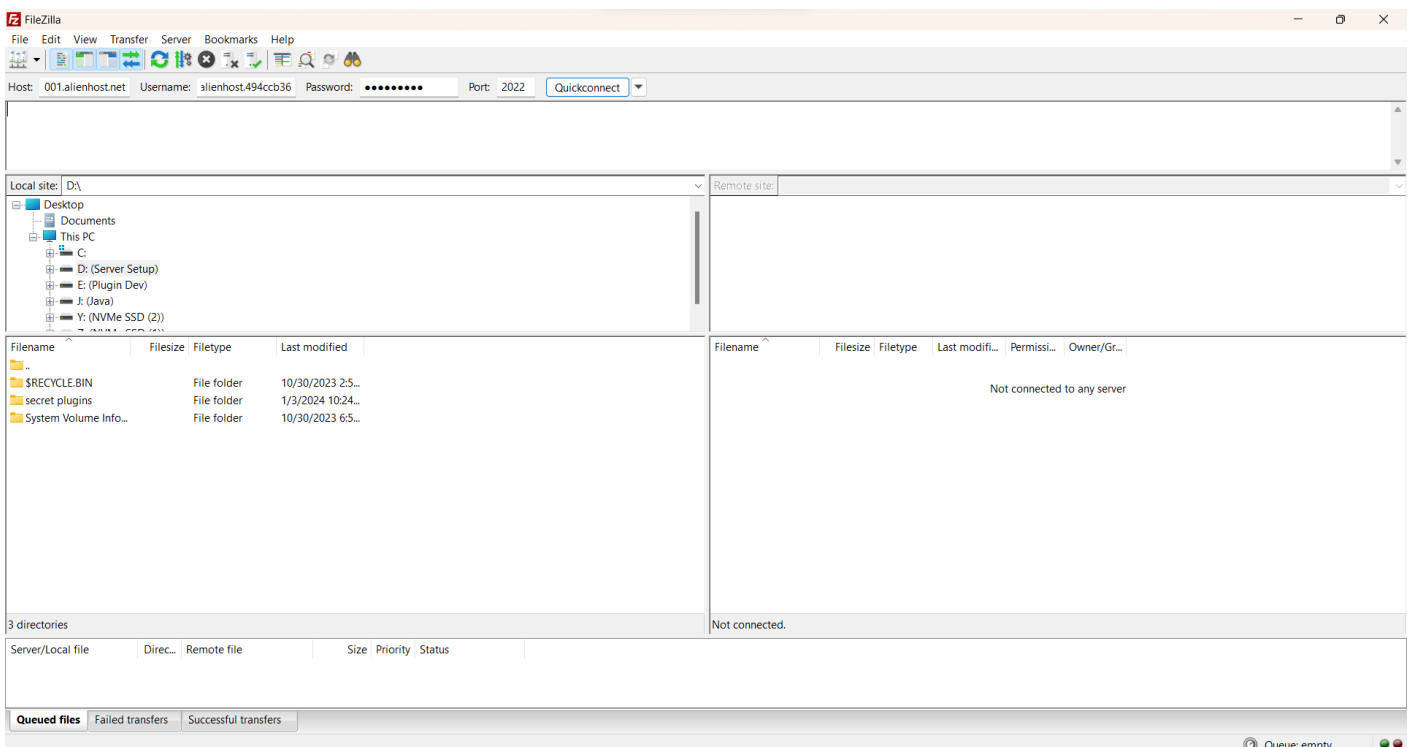 FileZilla
File Edit View Transfer Server Bookmarks Help
Host: 001.alienhost.net Username: alienhost.494ccb36 Password: ●●●●●●●●● Port: 2022 Quickconnect
Local site: D:\
Desktop
Documents
This PC
C:
D: (Server Setup)
E: (Plugin Dev)
J: (Java)
Y: (NVMe SSD (2))
Z: (NVMe SSD (1))
Remote site:
Filename Filesize Filetype Last modified
..
$RECYCLE.BIN File folder 10/30/2023 2:5...
secret plugins File folder 1/3/2024 10:24...
System Volume Info... File folder 10/30/2023 6:5...
3 directories
Filename Filesize Filetype Last modifi... Permissi... Owner/Gr...
Not connected to any server
Not connected.
Server/Local file Direc... Remote file Size Priority Status
Queued files Failed transfers Successful transfers
Queue: empty